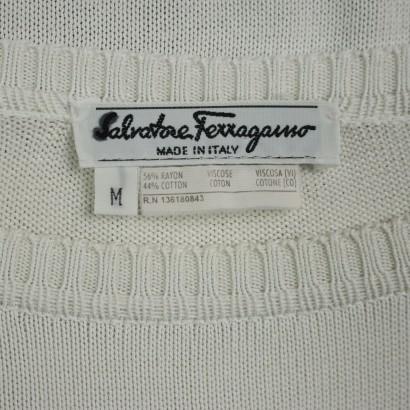 Salvatore Ferragamo
MADE IN ITALY
M
56% RAYON VISCOSE VISCOSA (VI)
44% COTTON COTON COTONE (CO)
R.N 136180843